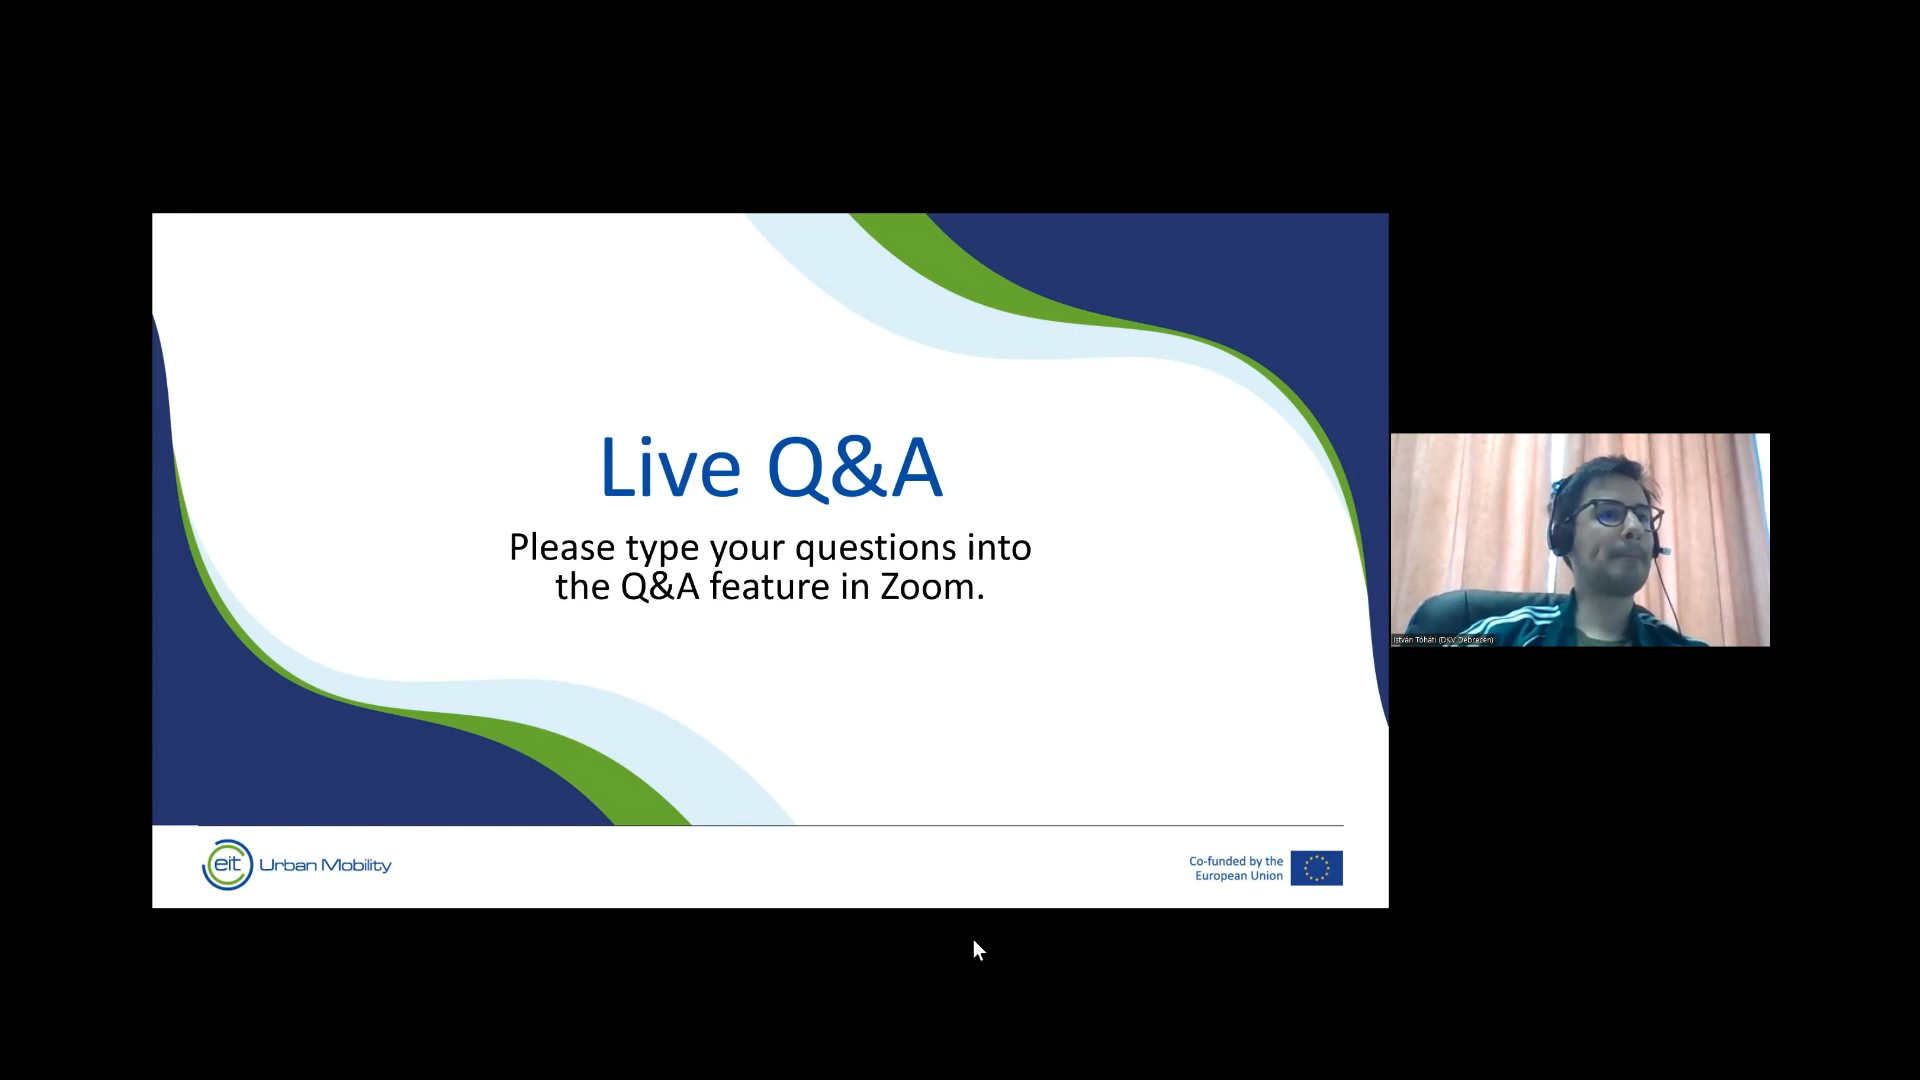 Live Q&A
Please type your questions into
the Q&A feature in Zoom.
István Tóháti (DKV Debrecen)
eit Urban Mobility
Co-funded by the
European Union